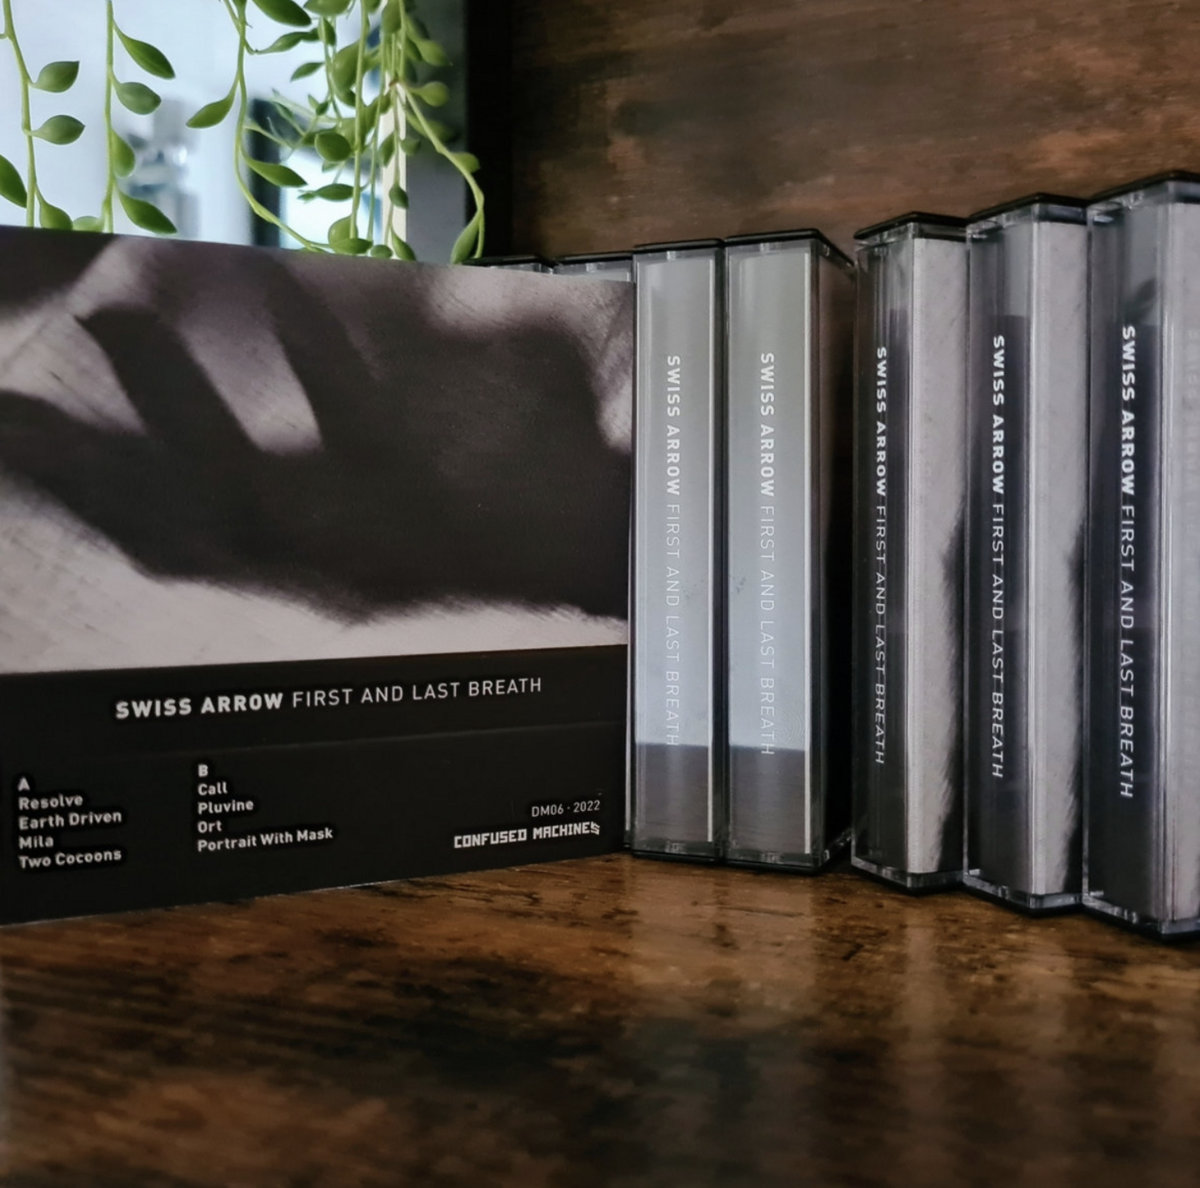 SWISS ARROW FIRST AND LAST BREATH
A
Resolve
Earth Driven
Mila
Two Cocoons
B
Call
Pluvine
Ort
Portrait With Mask
DM06 · 2022
CONFUSED MACHINES
SWISS ARROW FIRST AND LAST BREATH
SWISS ARROW FIRST AND LAST BREATH
SWISS ARROW FIRST AND LAST BREATH
SWISS ARROW FIRST AND LAST BREATH
SWISS ARROW FIRST AND LAST BREATH